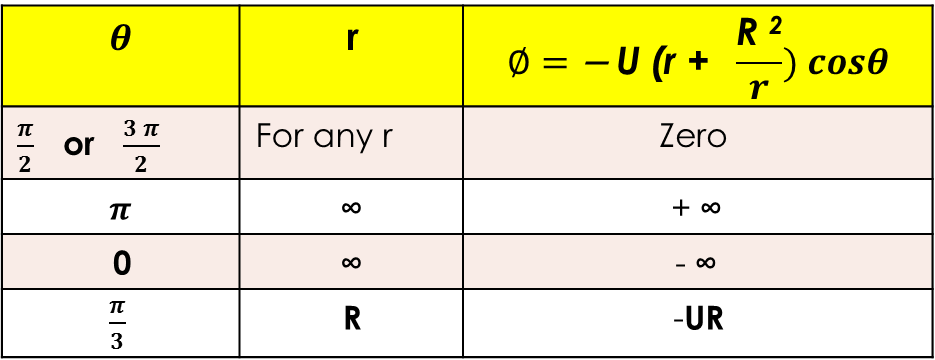 θ r ∅ = − U (r + R²/r) cosθ
π/2 or 3π/2 For any r Zero
π ∞ + ∞
0 ∞ - ∞
π/3 R -UR